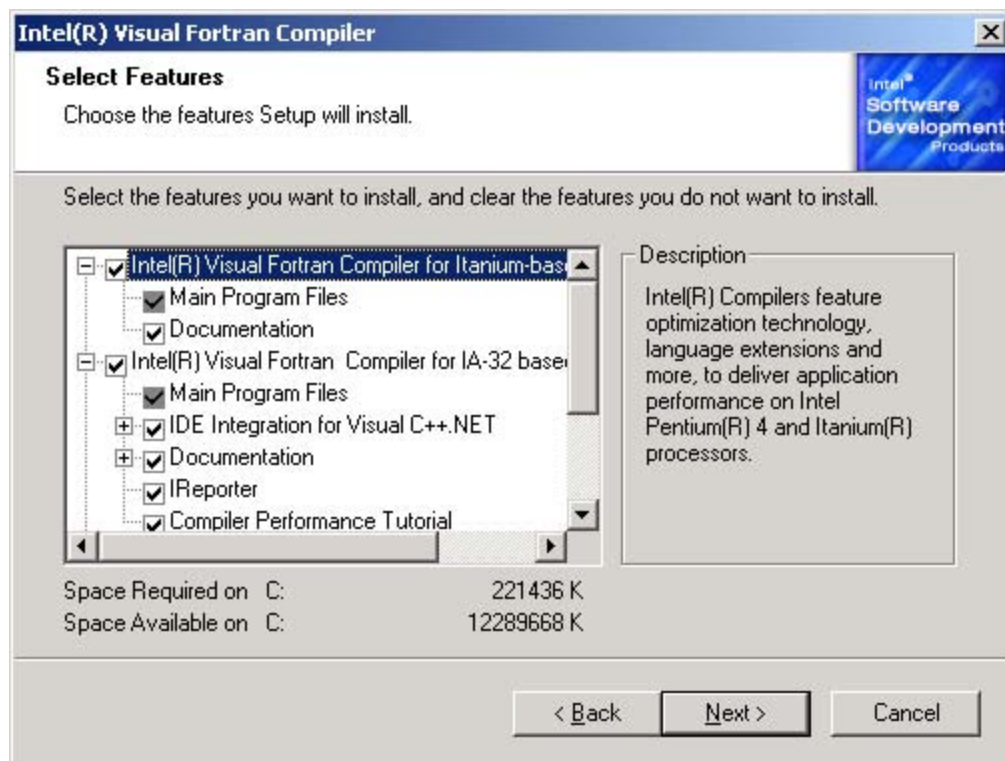 Intel(R) Visual Fortran Compiler
Select Features
Choose the features Setup will install.
Intel®
Software
Development
Products
Select the features you want to install, and clear the features you do not want to install.
Intel(R) Visual Fortran Compiler for Itanium-bas
Main Program Files
Documentation
Intel(R) Visual Fortran Compiler for IA-32 base
Main Program Files
IDE Integration for Visual C++.NET
Documentation
IReporter
Compiler Performance Tutorial
Description
Intel(R) Compilers feature
optimization technology,
language extensions and
more, to deliver application
performance on Intel
Pentium(R) 4 and Itanium(R)
processors.
Space Required on C: 221436 K
Space Available on C: 12289668 K
< Back Next > Cancel